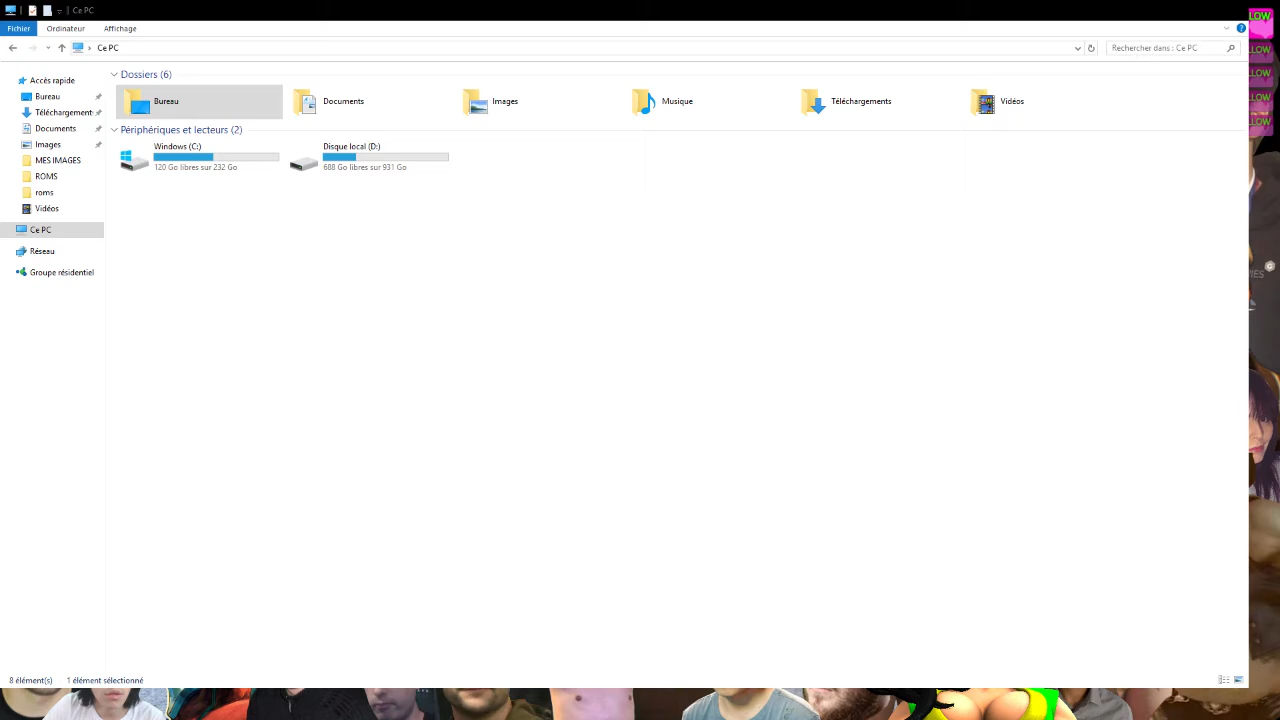 Ce PC
Fichier
Ordinateur
Affichage
Ce PC
Rechercher dans : Ce PC
Accès rapide
Bureau
Téléchargement
Documents
Images
MES IMAGES
ROMS
roms
Vidéos
Ce PC
Réseau
Groupe résidentiel
Dossiers (6)
Bureau
Documents
Images
Musique
Téléchargements
Vidéos
Périphériques et lecteurs (2)
Windows (C:)
120 Go libres sur 232 Go
Disque local (D:)
688 Go libres sur 931 Go
LOW
LOW
LOW
LOW
LOW
IES
8 élément(s)
1 élément sélectionné